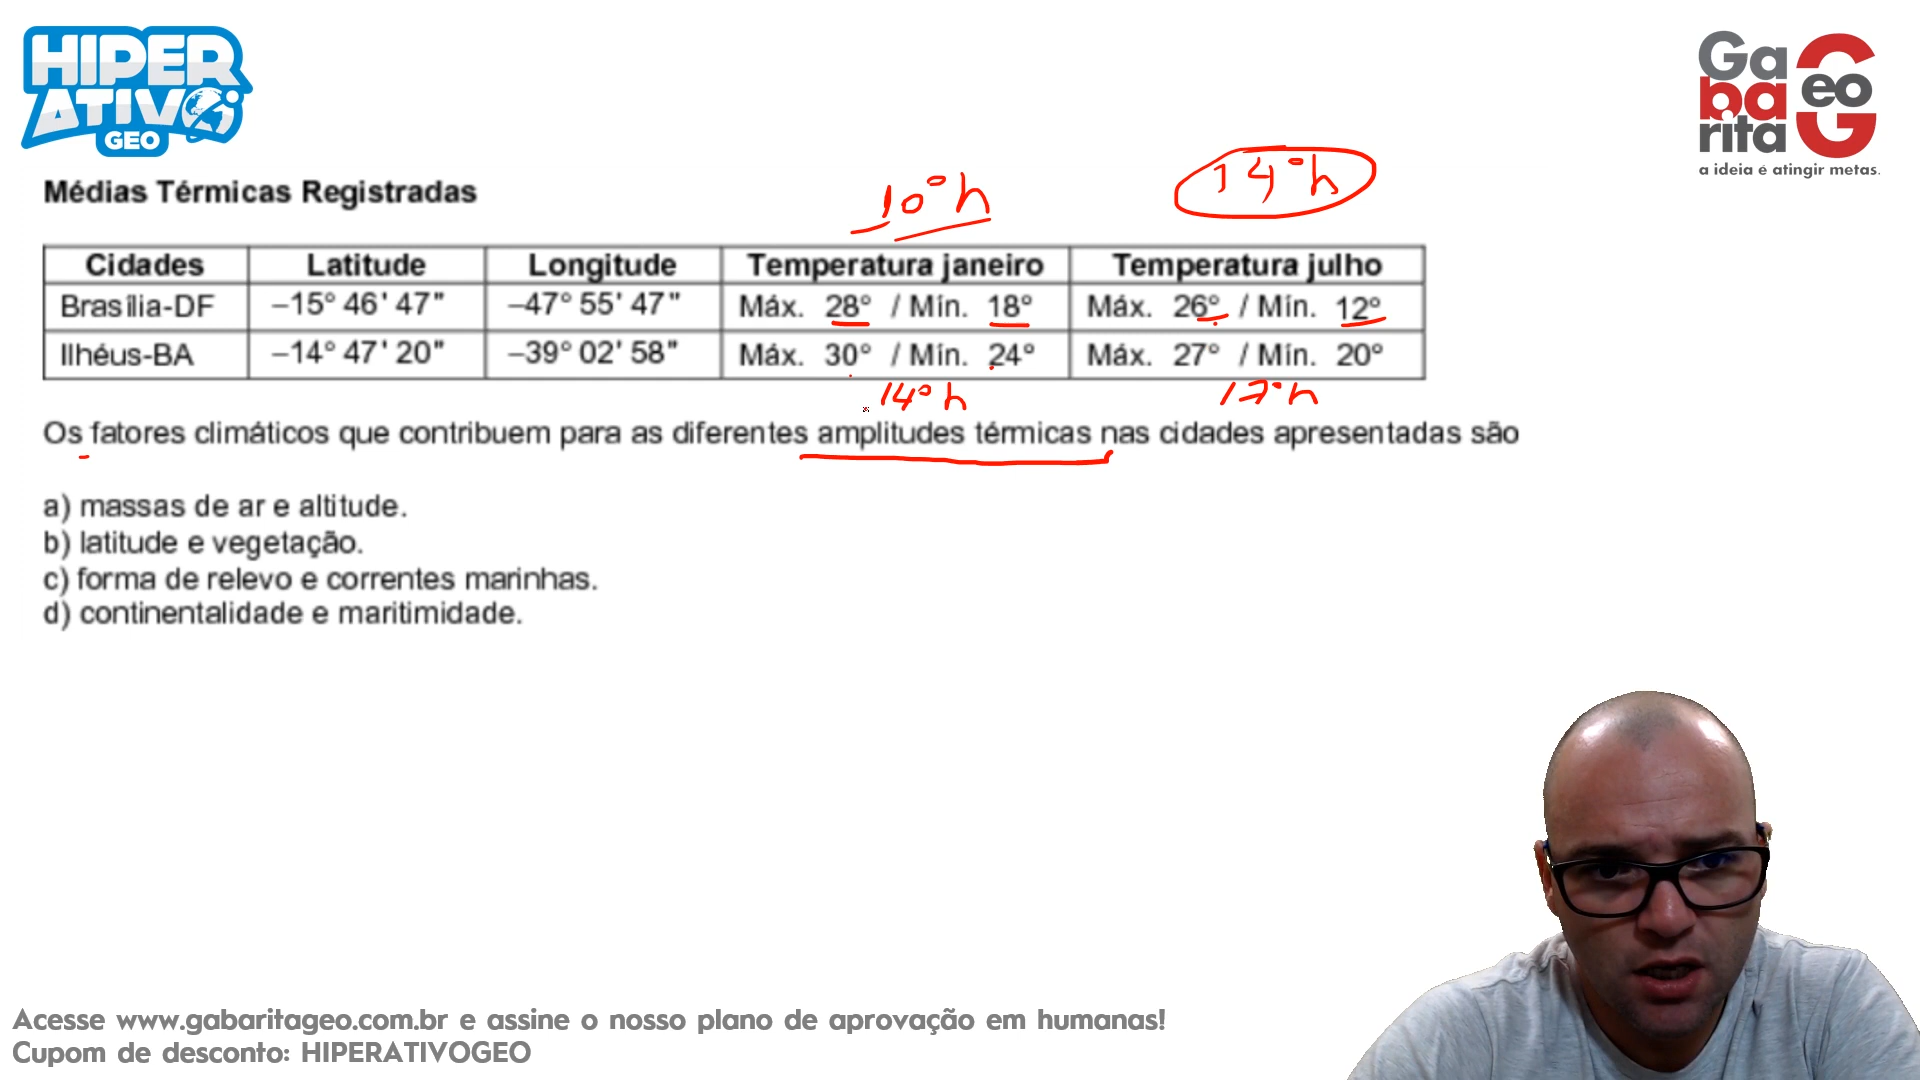 HIPER
ATIVO
GEO
Ga
ba
rita
Geo
a ideia é atingir metas.
10° h
14° h
Médias Térmicas Registradas
Cidades Latitude Longitude Temperatura janeiro Temperatura julho
Brasília-DF –15° 46' 47" –47° 55' 47" Máx. 28° / Mín. 18° Máx. 26° / Mín. 12°
Ilhéus-BA –14° 47' 20" –39° 02' 58" Máx. 30° / Mín. 24° Máx. 27° / Mín. 20°
14° h
17° h
Os fatores climáticos que contribuem para as diferentes amplitudes térmicas nas cidades apresentadas são
a) massas de ar e altitude.
b) latitude e vegetação.
c) forma de relevo e correntes marinhas.
d) continentalidade e maritimidade.
Acesse www.gabaritageo.com.br e assine o nosso plano de aprovação em humanas!
Cupom de desconto: HIPERATIVOGEO